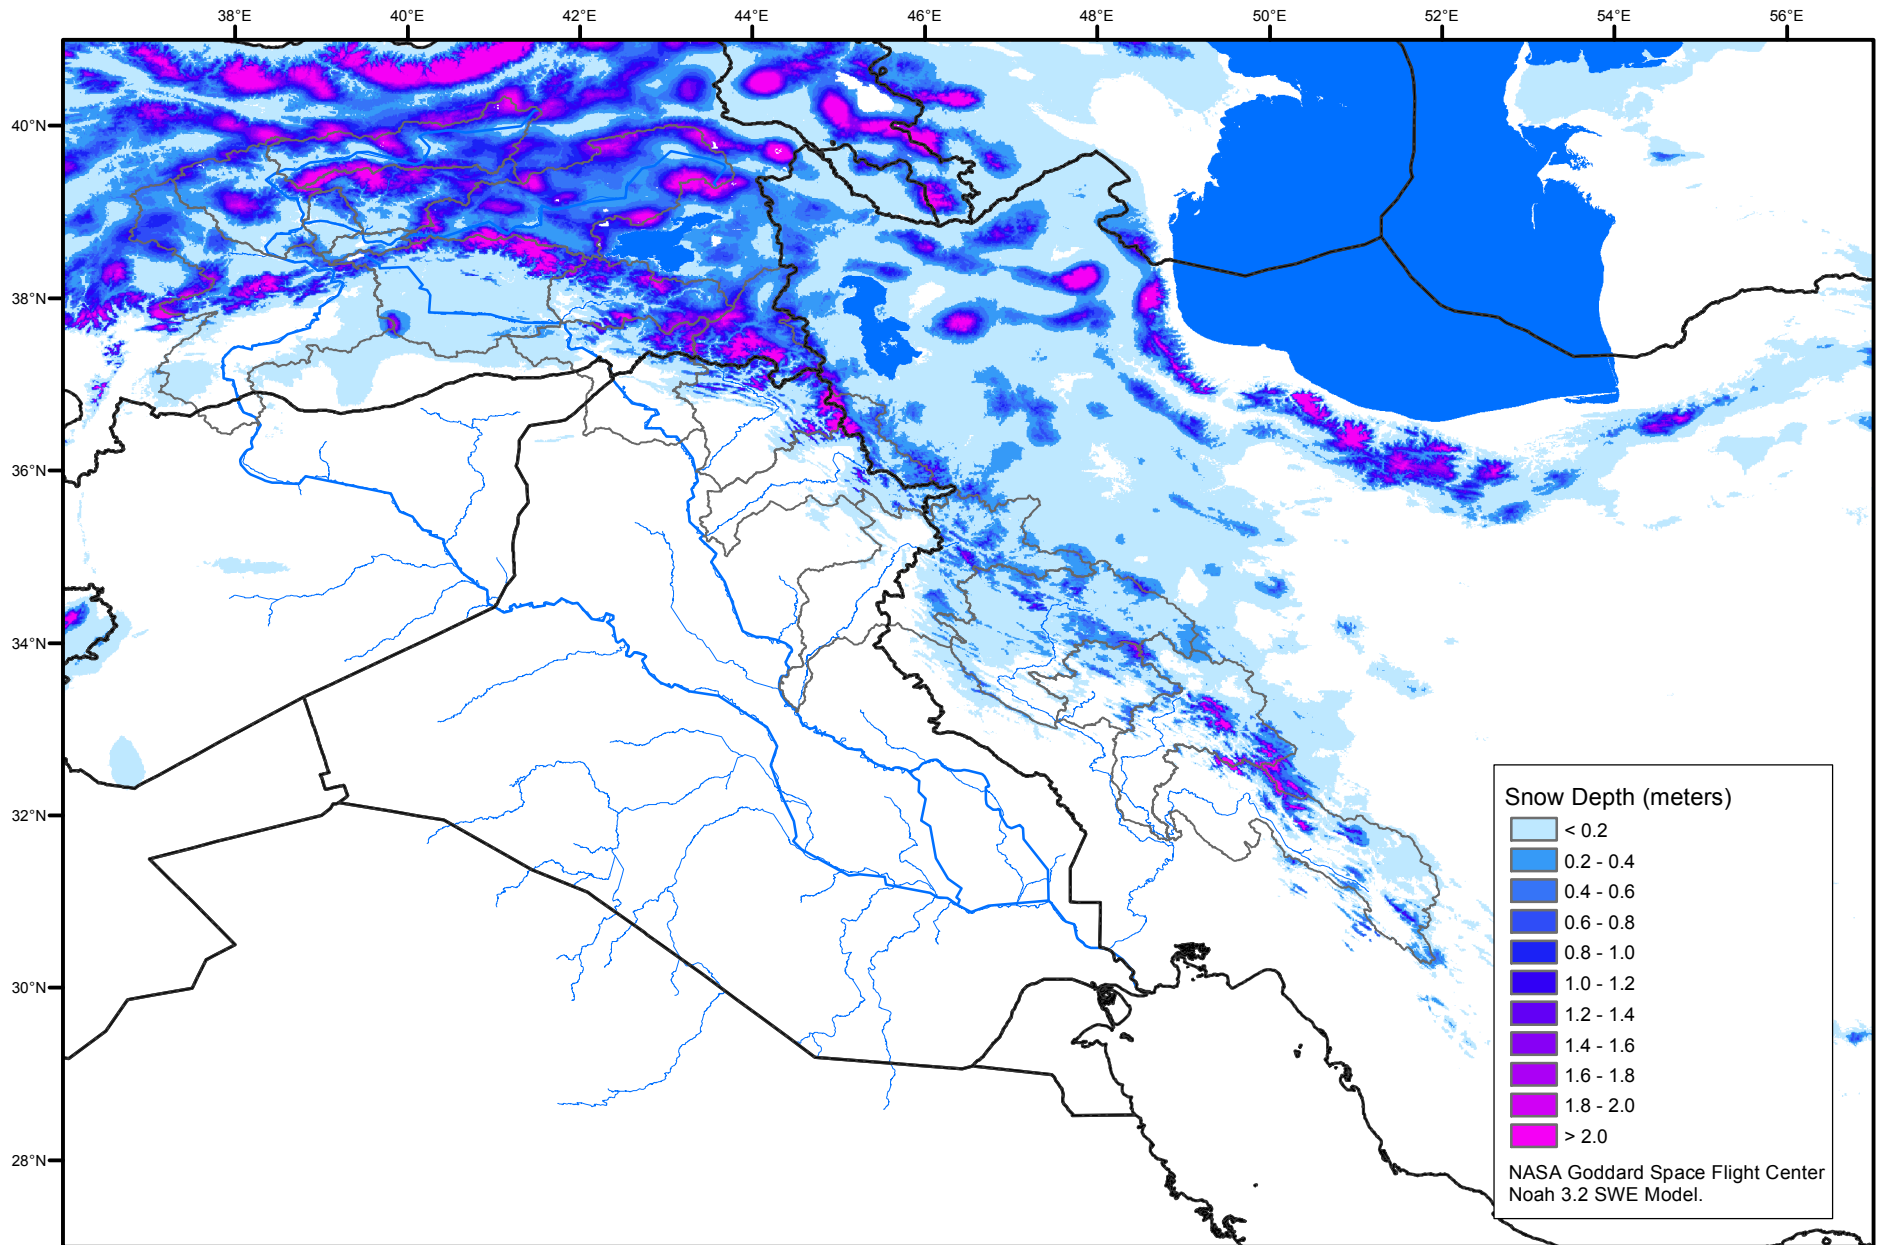 38°E 40°E 42°E 44°E 46°E 48°E 50°E 52°E 54°E 56°E
40°N
38°N
36°N
34°N
32°N
30°N
28°N
Snow Depth (meters)
< 0.2
0.2 - 0.4
0.4 - 0.6
0.6 - 0.8
0.8 - 1.0
1.0 - 1.2
1.2 - 1.4
1.4 - 1.6
1.6 - 1.8
1.8 - 2.0
> 2.0
NASA Goddard Space Flight Center
Noah 3.2 SWE Model.